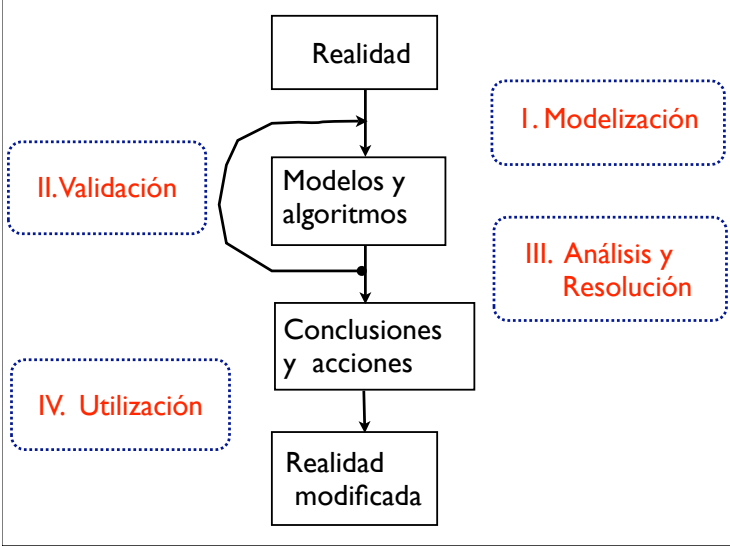 Realidad
I. Modelización
II. Validación
Modelos y
algoritmos
III. Análisis y
Resolución
Conclusiones
y acciones
IV. Utilización
Realidad
modificada